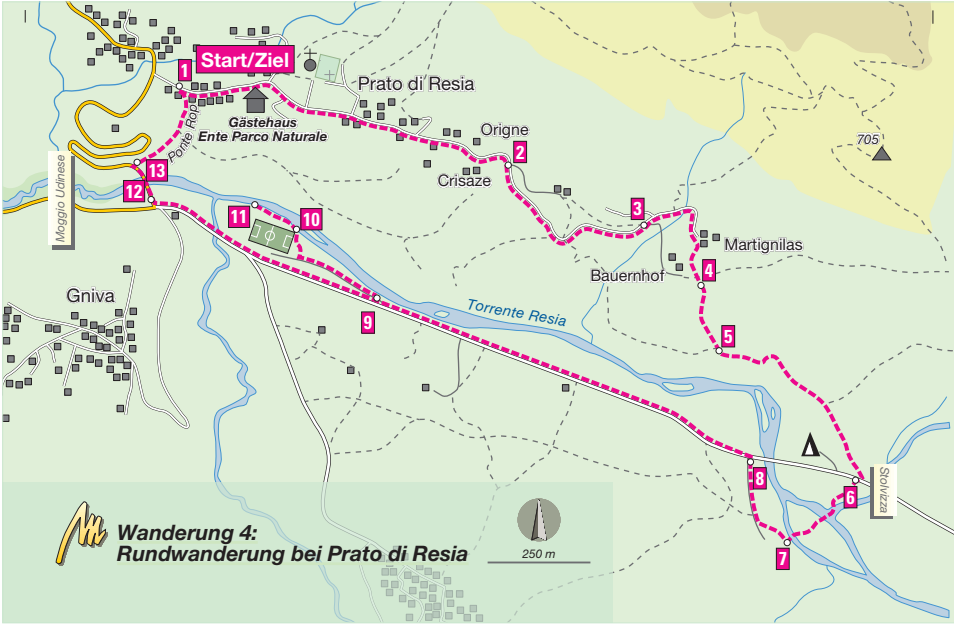 1
Start/Ziel
Prato di Resia
Gästehaus
Ente Parco Naturale
Ponte Rop
Origne
2
705
13
Crisaze
Moggio Udinese
12
11
10
3
Martignilas
4
Bauernhof
Gniva
Torrente Resia
9
5
8
6
Stolvizza
7
Wanderung 4:
Rundwanderung bei Prato di Resia
250 m